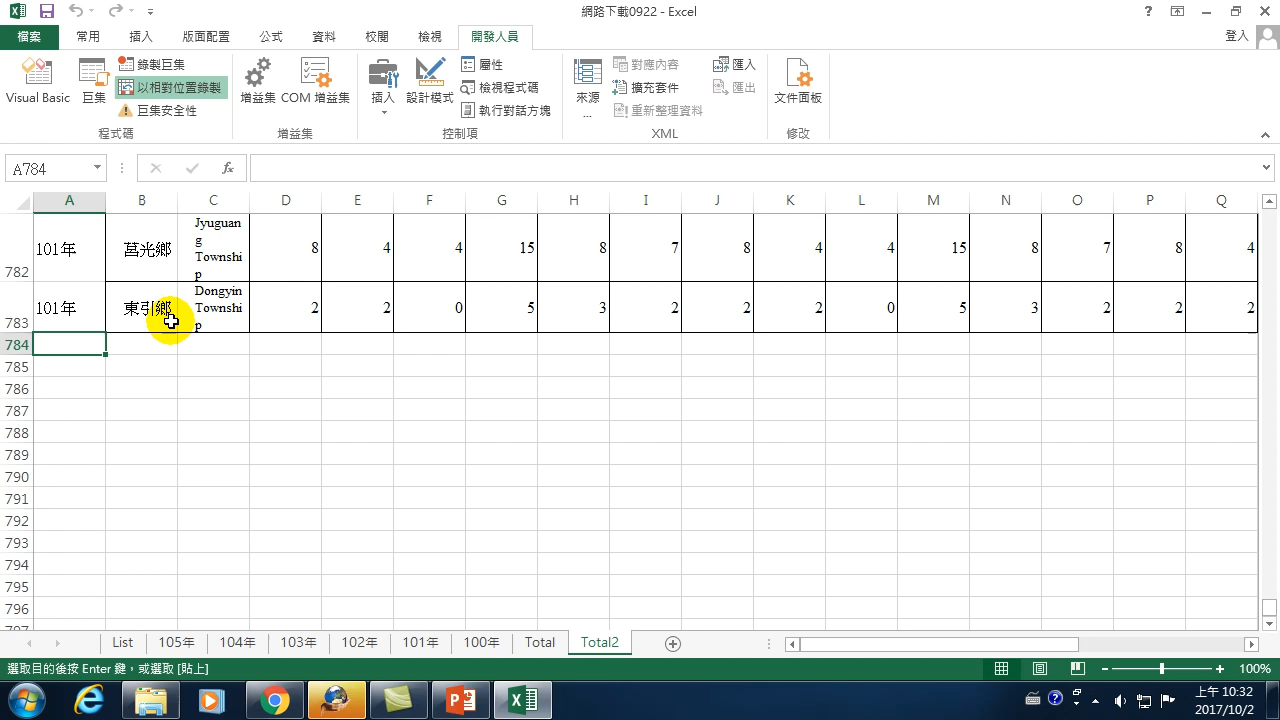 網路下載0922 - Excel
檔案 常用 插入 版面配置 公式 資料 校閱 檢視 開發人員 登入
Visual Basic 巨集 錄製巨集 以相對位置錄製 巨集安全性
增益集 COM 增益集
插入 設計模式 屬性 檢視程式碼 執行對話方塊
來源 ... 對應內容 擴充套件 重新整理資料 匯入 匯出
文件面板
程式碼 增益集 控制項 XML 修改
A784 fx
A B C D E F G H I J K L M N O P Q
782 101年 莒光鄉 Jyuguan
g
Townshi
p 8 4 4 15 8 7 8 4 4 15 8 7 8 4
783 101年 東引鄉 Dongyin
Townshi
p 2 2 0 5 3 2 2 2 0 5 3 2 2 2
784
785
786
787
788
789
790
791
792
793
794
795
796
797
List 105年 104年 103年 102年 101年 100年 Total Total2
選取目的後按 Enter 鍵，或選取 [貼上] 100%
上午 10:32
2017/10/2